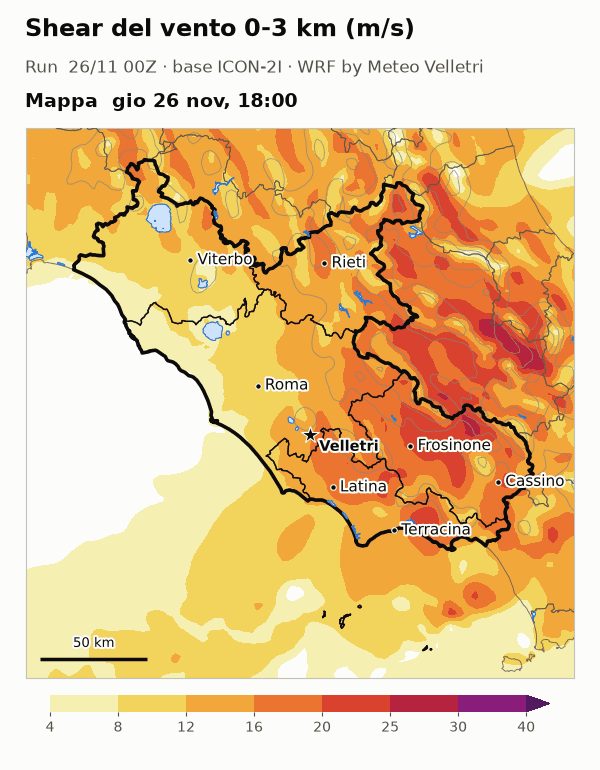 Shear del vento 0-3 km (m/s)
Run 26/11 00Z · base ICON-2I · WRF by Meteo Velletri
Mappa gio 26 nov, 18:00
Viterbo
Rieti
Roma
Velletri
Frosinone
Latina
Cassino
Terracina
50 km
4 8 12 16 20 25 30 40